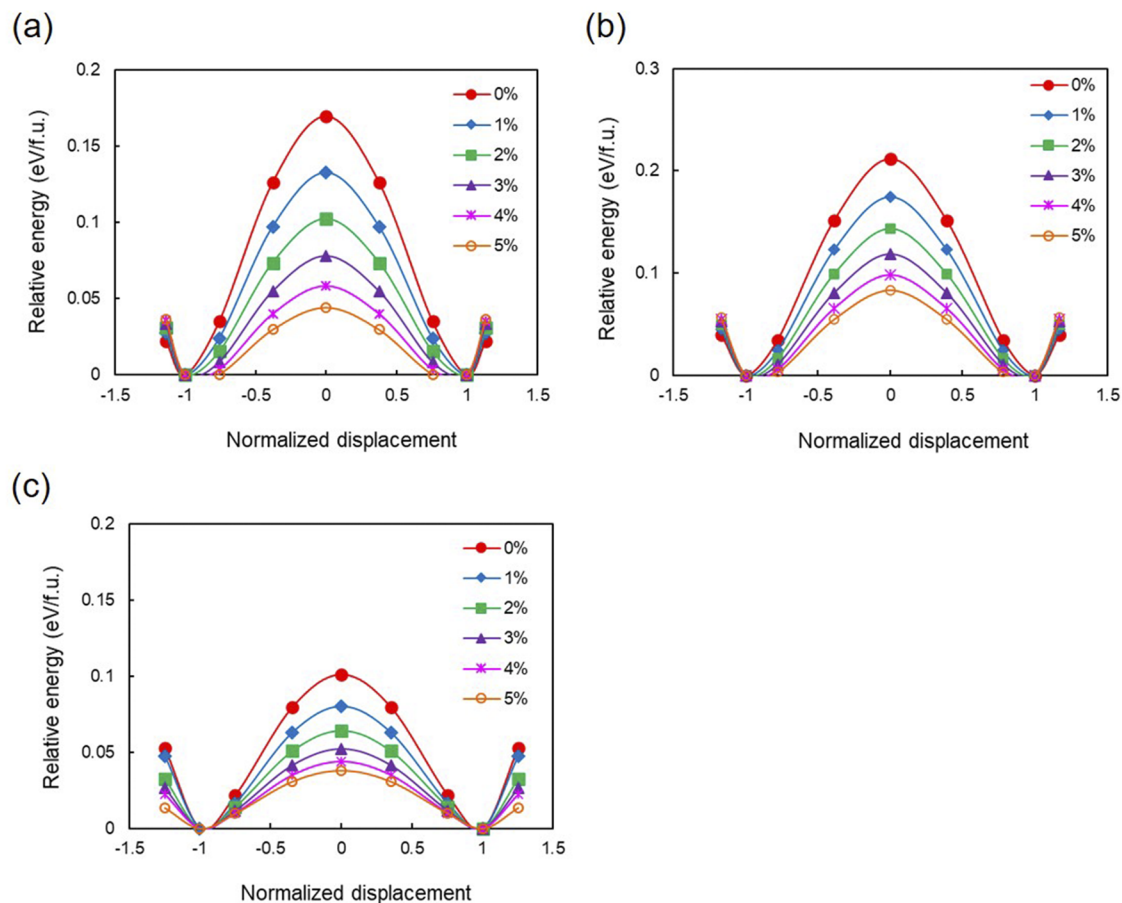 (a)
Relative energy (eV/f.u.)
0.2
0.15
0.1
0.05
0
-1.5 -1 -0.5 0 0.5 1 1.5
Normalized displacement
0%
1%
2%
3%
4%
5%
(b)
Relative energy (eV/f.u.)
0.3
0.2
0.1
0
-1.5 -1 -0.5 0 0.5 1 1.5
Normalized displacement
0%
1%
2%
3%
4%
5%
(c)
Relative energy (eV/f.u.)
0.2
0.15
0.1
0.05
0
-1.5 -1 -0.5 0 0.5 1 1.5
Normalized displacement
0%
1%
2%
3%
4%
5%